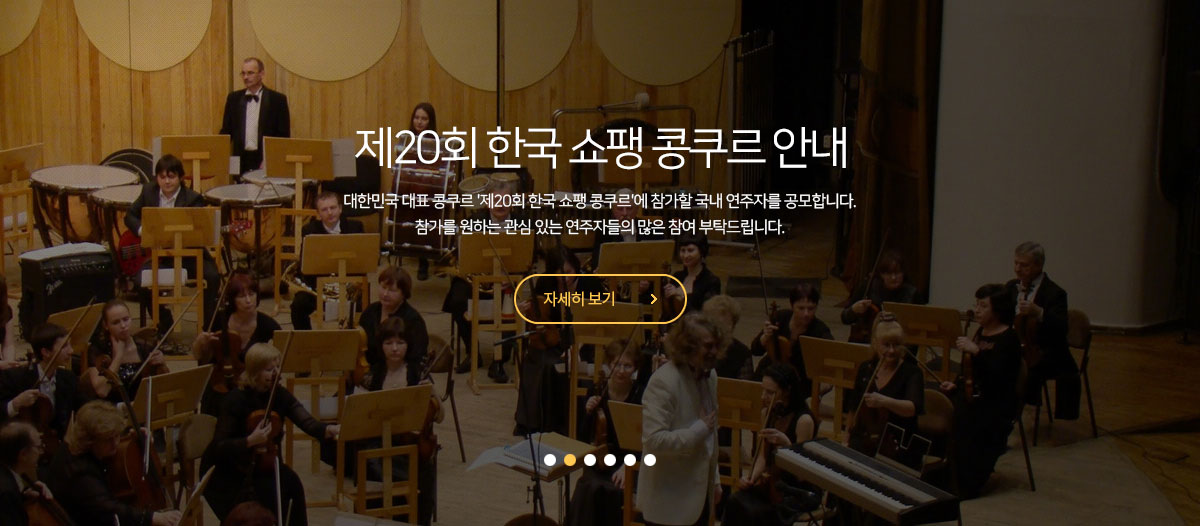 제20회 한국 쇼팽 콩쿠르 안내
대한민국 대표 콩쿠르 '제20회 한국 쇼팽 콩쿠르'에 참가할 국내 연주자를 공모합니다.
참가를 원하는 관심 있는 연주자들의 많은 참여 부탁드립니다.
자세히 보기